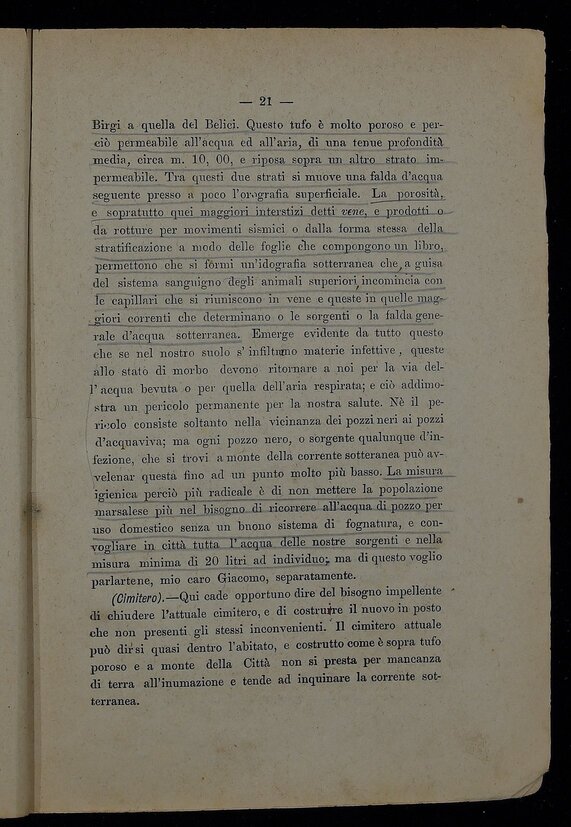 — 21 —
Birgi a quella del Belici. Questo tufo è molto poroso e per-
ciò permeabile all'acqua ed all'aria, di una tenue profondità
media, circa m. 10, 00, e riposa sopra un altro strato im-
permeabile. Tra questi due strati si muove una falda d'acqua
seguente presso a poco l'orografia superficiale. La porosità,
e sopratutto quei maggiori interstizi detti vene, e prodotti o
da rotture per movimenti sismici o dalla forma stessa della
stratificazione a modo delle foglie che compongono un libro,
permettono che si formi un'idografia sotterranea che, a guisa
del sistema sanguigno degli animali superiori, incomincia con
le capillari che si riuniscono in vene e queste in quelle mag-
giori correnti che determinano o le sorgenti o la falda gene-
rale d'acqua sotterranea. Emerge evidente da tutto questo
che se nel nostro suolo s' infiltrano materie infettive, queste
allo stato di morbo devono ritornare a noi per la via del-
l' acqua bevuta o per quella dell'aria respirata; e ciò addimo-
stra un pericolo permanente per la nostra salute. Nè il pe-
ricolo consiste soltanto nella vicinanza dei pozzi neri ai pozzi
d'acquaviva; ma ogni pozzo nero, o sorgente qualunque d'in-
fezione, che si trovi a monte della corrente sotteranea può av-
velenar questa fino ad un punto molto più basso. La misura
igienica perciò più radicale è di non mettere la popolazione
marsalese più nel bisogno di ricorrere all'acqua di pozzo per
uso domestico senza un buono sistema di fognatura, e con-
vogliare in città tutta l'acqua delle nostre sorgenti e nella
misura minima di 20 litri ad individuo; ma di questo voglio
parlartene, mio caro Giacomo, separatamente.
(Cimitero).—Qui cade opportuno dire del bisogno impellente
di chiudere l'attuale cimitero, e di costruire il nuovo in posto
che non presenti gli stessi inconvenienti. Il cimitero attuale
può dirsi quasi dentro l'abitato, e costrutto come è sopra tufo
poroso e a monte della Città non si presta per mancanza
di terra all'inumazione e tende ad inquinare la corrente sot-
terranea.